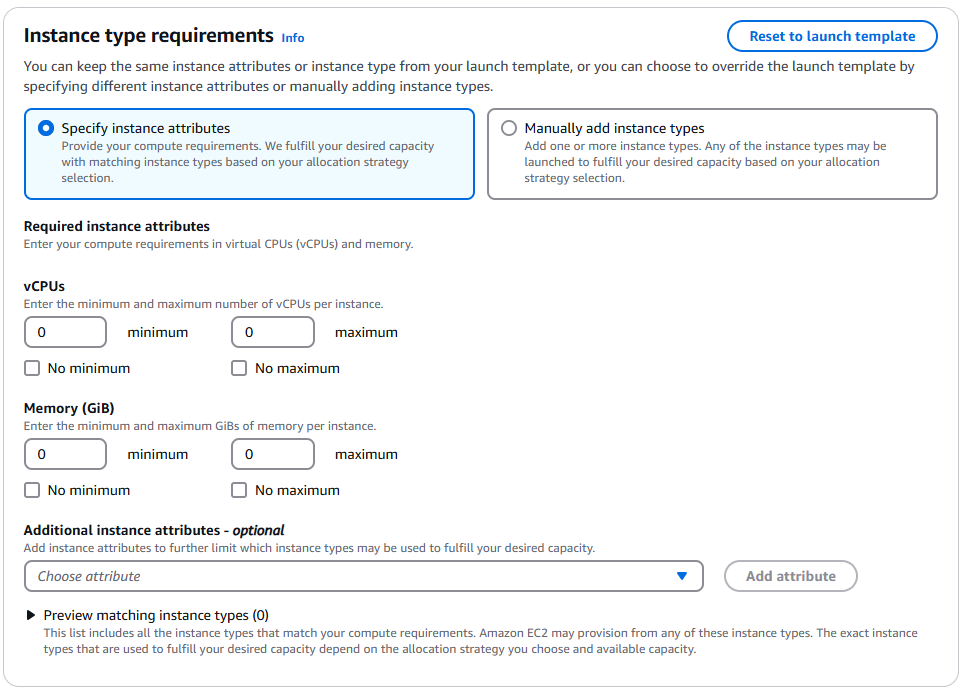 Instance type requirements Info
Reset to launch template
You can keep the same instance attributes or instance type from your launch template, or you can choose to override the launch template by
specifying different instance attributes or manually adding instance types.
Specify instance attributes
Provide your compute requirements. We fulfill your desired capacity
with matching instance types based on your allocation strategy
selection.
Manually add instance types
Add one or more instance types. Any of the instance types may be
launched to fulfill your desired capacity based on your allocation
strategy selection.
Required instance attributes
Enter your compute requirements in virtual CPUs (vCPUs) and memory.
vCPUs
Enter the minimum and maximum number of vCPUs per instance.
0 minimum 0 maximum
No minimum No maximum
Memory (GiB)
Enter the minimum and maximum GiBs of memory per instance.
0 minimum 0 maximum
No minimum No maximum
Additional instance attributes - optional
Add instance attributes to further limit which instance types may be used to fulfill your desired capacity.
Choose attribute Add attribute
Preview matching instance types (0)
This list includes all the instance types that match your compute requirements. Amazon EC2 may provision from any of these instance types. The exact instance
types that are used to fulfill your desired capacity depend on the allocation strategy you choose and available capacity.